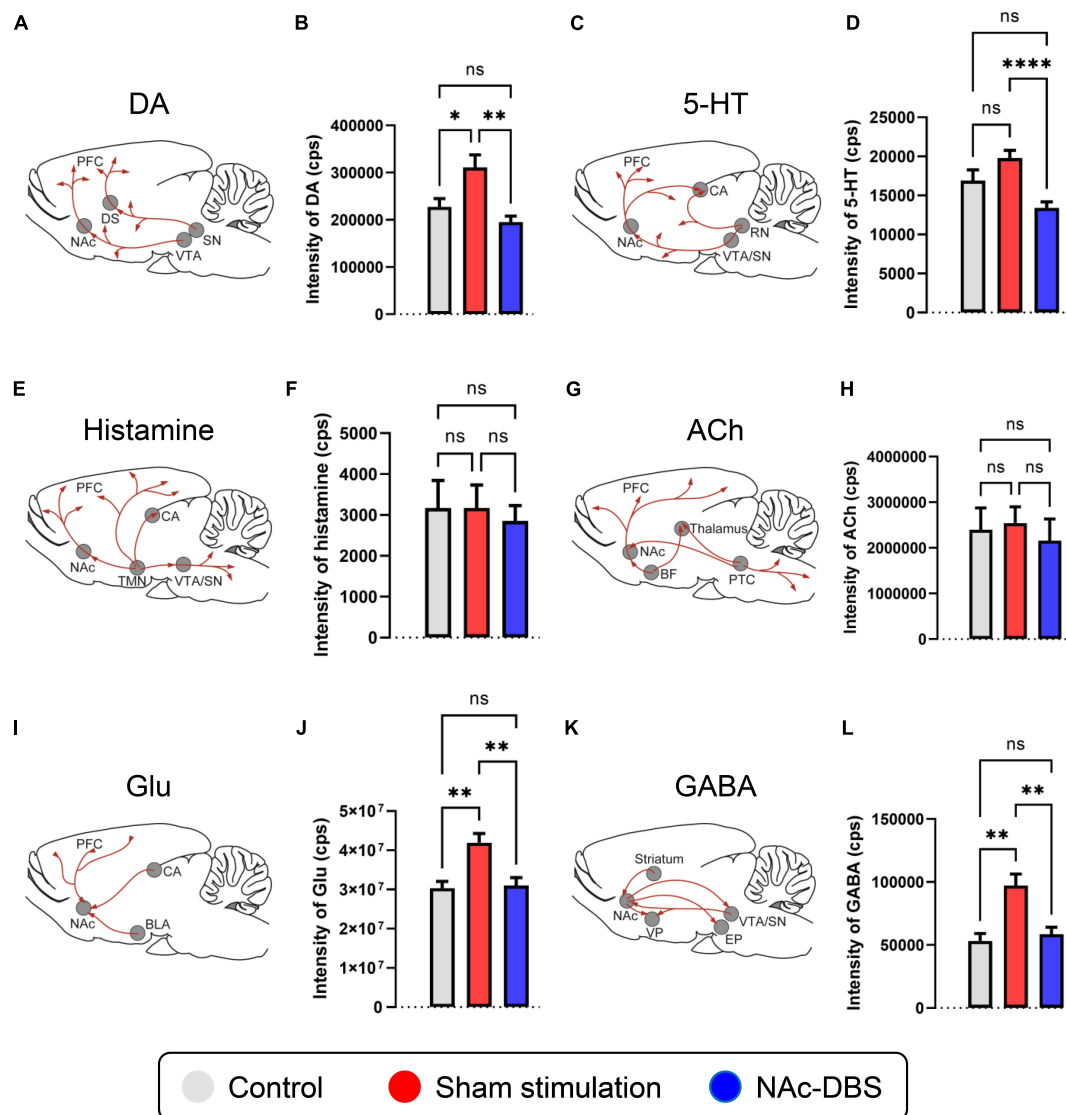 A
DA
PFC
DS
NAc
SN
VTA
B
ns
* **
400000
300000
200000
100000
0
Intensity of DA (cps)
C
5-HT
PFC
CA
NAc
RN
VTA/SN
D
ns
****
ns
25000
20000
15000
10000
5000
0
Intensity of 5-HT (cps)
E
Histamine
PFC
CA
NAc
TMN
VTA/SN
F
ns
ns ns
5000
4000
3000
2000
1000
0
Intensity of histamine (cps)
G
ACh
PFC
Thalamus
NAc
BF
PTC
H
ns
ns ns
4000000
3000000
2000000
1000000
0
Intensity of ACh (cps)
I
Glu
PFC
CA
NAc
BLA
J
ns
**
**
5×10⁷
4×10⁷
3×10⁷
2×10⁷
1×10⁷
0
Intensity of Glu (cps)
K
GABA
Striatum
NAc
VTA/SN
VP
EP
L
ns
**
**
150000
100000
50000
0
Intensity of GABA (cps)
Control Sham stimulation NAc-DBS